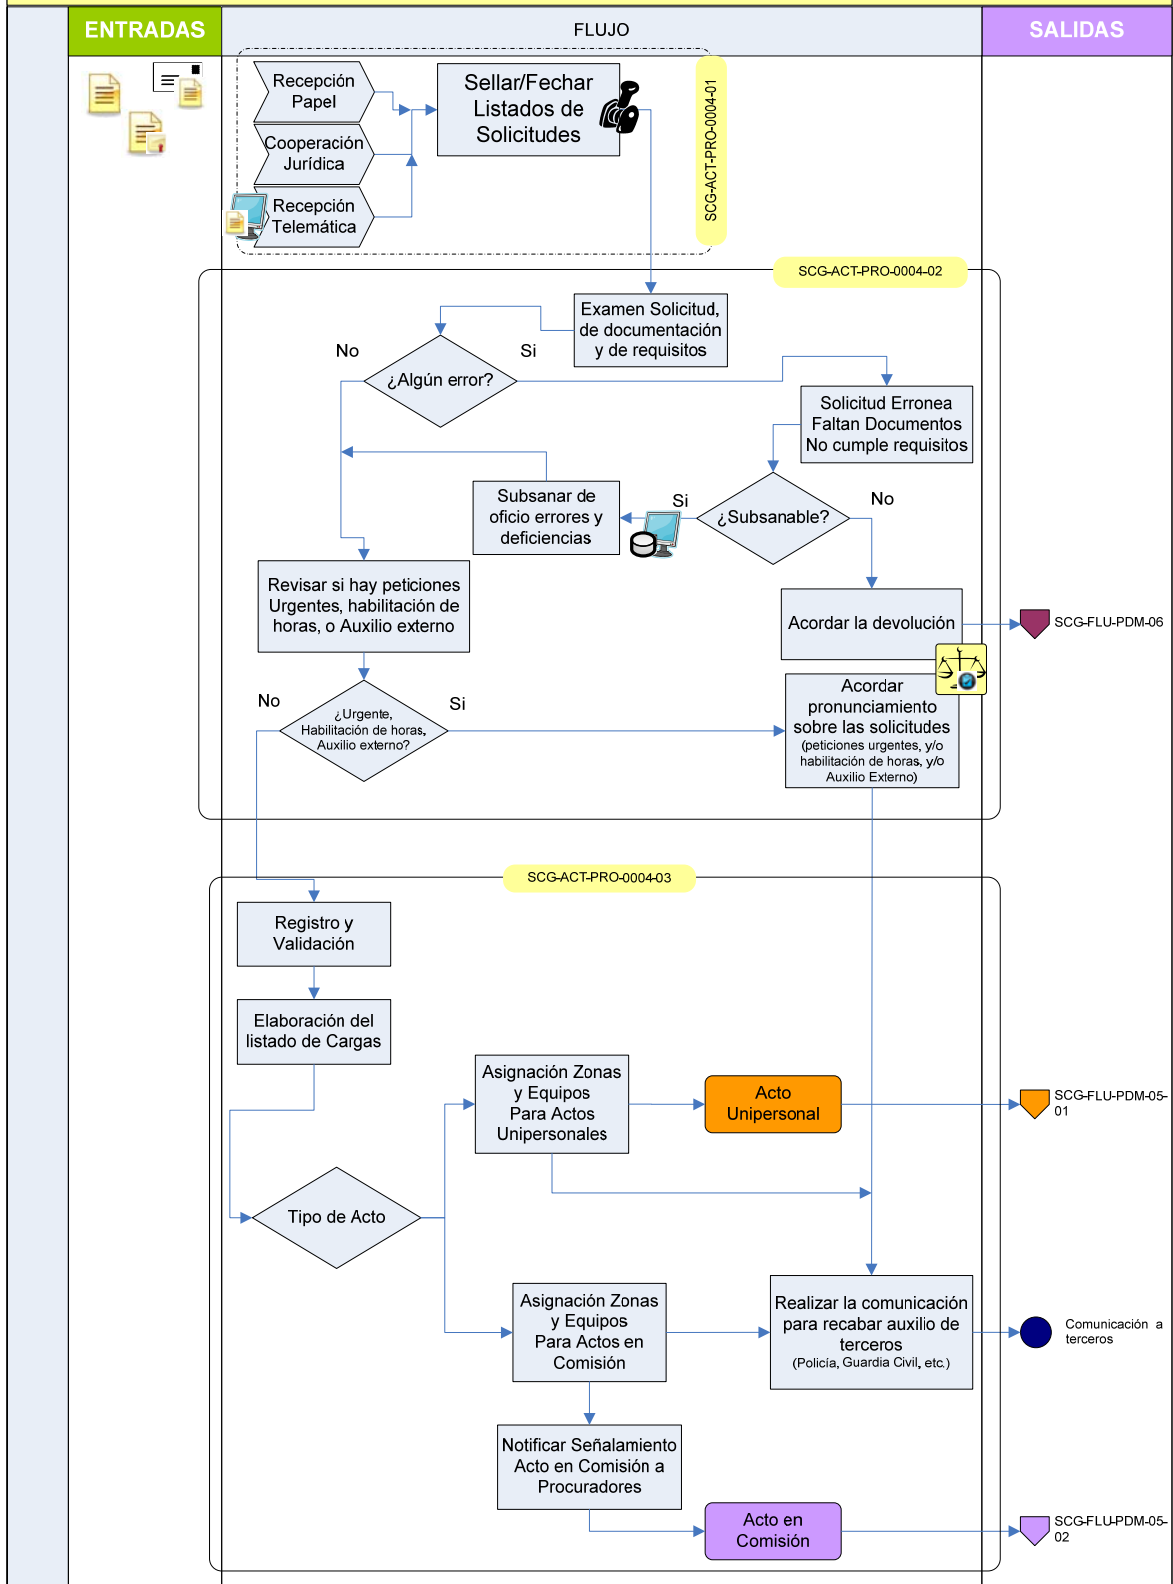 ENTRADAS
FLUJO
SALIDAS
Recepción
Papel
Cooperación
Jurídica
Recepción
Telemática
Sellar/Fechar
Listados de
Solicitudes
SCG-ACT-PRO-0004-01
SCG-ACT-PRO-0004-02
Examen Solicitud,
de documentación
y de requisitos
No
Si
¿Algún error?
Solicitud Erronea
Faltan Documentos
No cumple requisitos
Subsanar de
oficio errores y
deficiencias
Si
¿Subsanable?
No
Revisar si hay peticiones
Urgentes, habilitación de
horas, o Auxilio externo
Acordar la devolución
SCG-FLU-PDM-06
No
¿Urgente,
Habilitación de horas,
Auxilio externo?
Si
Acordar
pronunciamiento
sobre las solicitudes
(peticiones urgentes, y/o
habilitación de horas, y/o
Auxilio Externo)
SCG-ACT-PRO-0004-03
Registro y
Validación
Elaboración del
listado de Cargas
Asignación Zonas
y Equipos
Para Actos
Unipersonales
Acto
Unipersonal
SCG-FLU-PDM-05-
01
Tipo de Acto
Asignación Zonas
y Equipos
Para Actos en
Comisión
Realizar la comunicación
para recabar auxilio de
terceros
(Policía, Guardia Civil, etc.)
Comunicación a
terceros
Notificar Señalamiento
Acto en Comisión a
Procuradores
Acto en
Comisión
SCG-FLU-PDM-05-
02